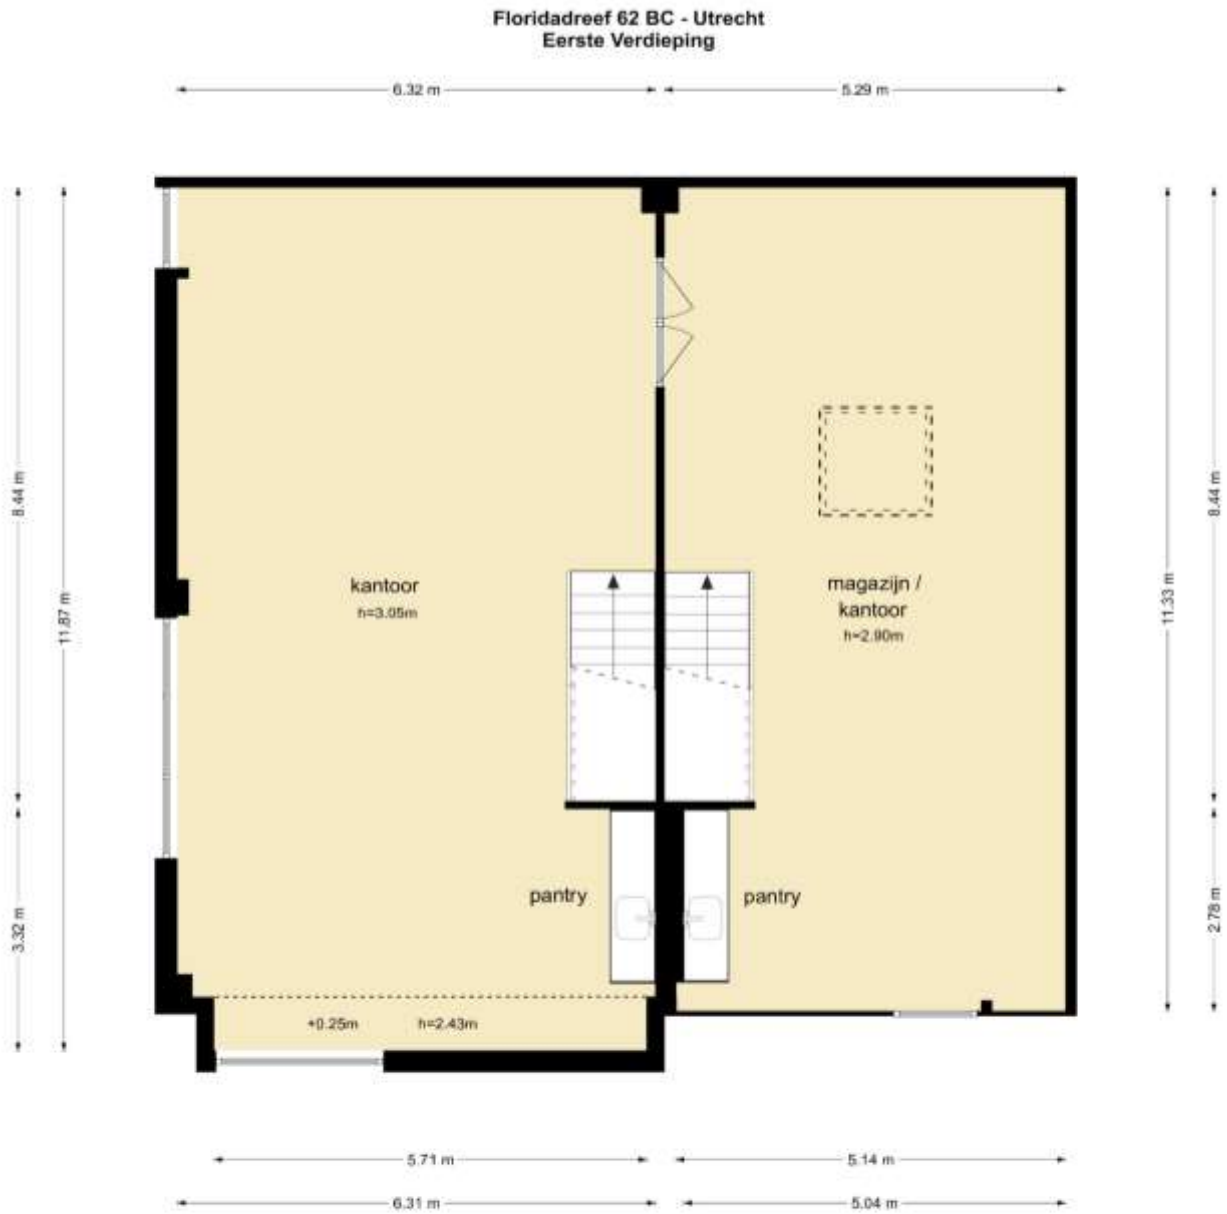 Floridadreef 62 BC - Utrecht
Eerste Verdieping
6.32 m
5.29 m
8.44 m
11.87 m
3.32 m
kantoor
h=3.05m
magazijn /
kantoor
h=2.90m
11.33 m
8.44 m
2.78 m
pantry
pantry
+0.25m
h=2.43m
5.71 m
5.14 m
6.31 m
5.04 m